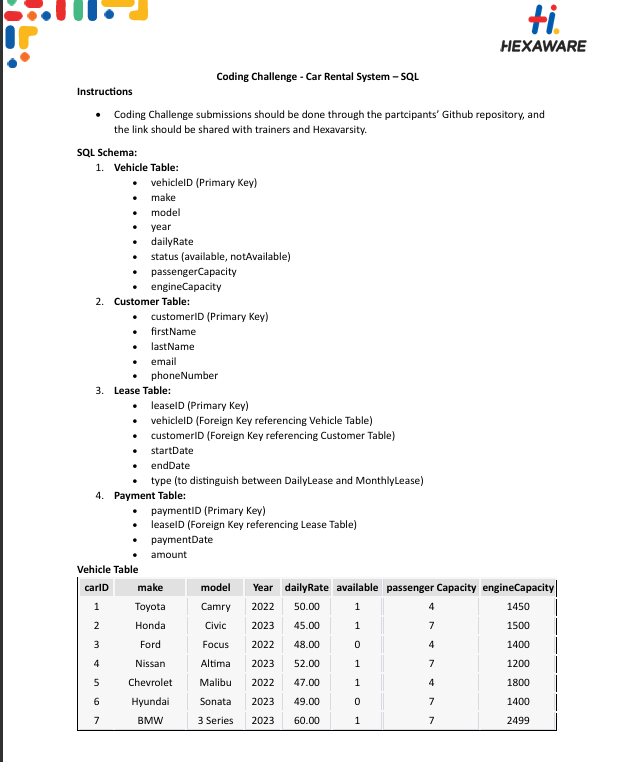 HEXAWARE
Coding Challenge - Car Rental System – SQL
Instructions
• Coding Challenge submissions should be done through the partcipants’ Github repository, and
the link should be shared with trainers and Hexavarsity.
SQL Schema:
1. Vehicle Table:
• vehicleID (Primary Key)
• make
• model
• year
• dailyRate
• status (available, notAvailable)
• passengerCapacity
• engineCapacity
2. Customer Table:
• customerID (Primary Key)
• firstName
• lastName
• email
• phoneNumber
3. Lease Table:
• leaseID (Primary Key)
• vehicleID (Foreign Key referencing Vehicle Table)
• customerID (Foreign Key referencing Customer Table)
• startDate
• endDate
• type (to distinguish between DailyLease and MonthlyLease)
4. Payment Table:
• paymentID (Primary Key)
• leaseID (Foreign Key referencing Lease Table)
• paymentDate
• amount
Vehicle Table
carID make model Year dailyRate available passenger Capacity engineCapacity
1 Toyota Camry 2022 50.00 1 4 1450
2 Honda Civic 2023 45.00 1 7 1500
3 Ford Focus 2022 48.00 0 4 1400
4 Nissan Altima 2023 52.00 1 7 1200
5 Chevrolet Malibu 2022 47.00 1 4 1800
6 Hyundai Sonata 2023 49.00 0 7 1400
7 BMW 3 Series 2023 60.00 1 7 2499